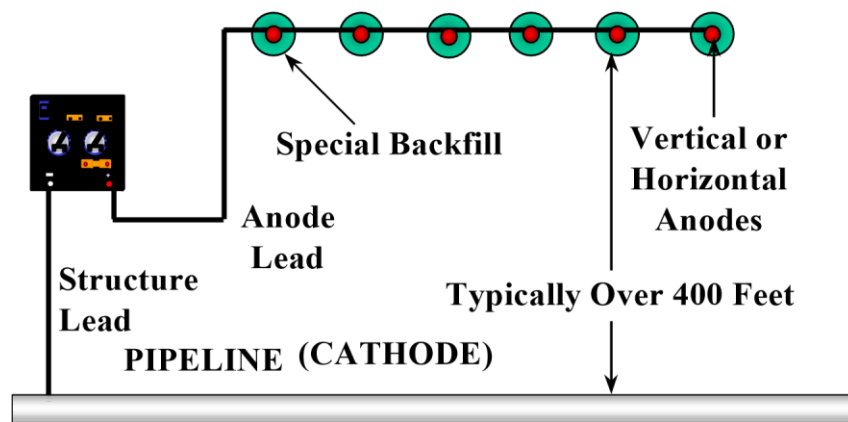 Special Backfill
Vertical or
Horizontal
Anodes
Anode
Lead
Structure
Lead
Typically Over 400 Feet
PIPELINE (CATHODE)